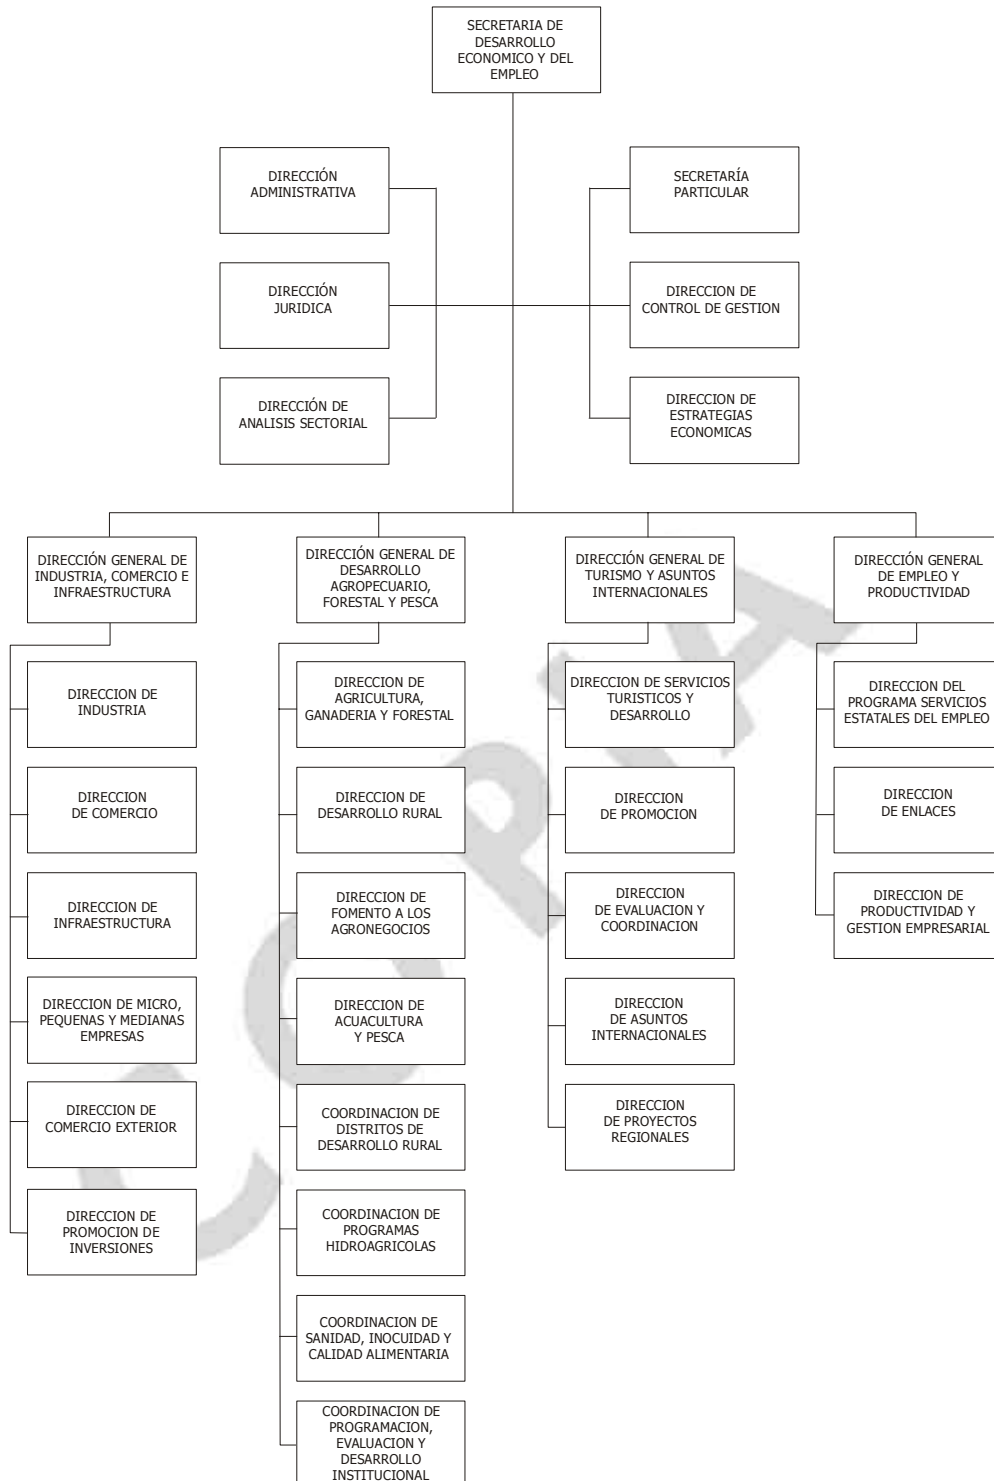 SECRETARIA DE
DESARROLLO
ECONOMICO Y DEL
EMPLEO
DIRECCIÓN
ADMINISTRATIVA
SECRETARÍA
PARTICULAR
DIRECCIÓN
JURIDICA
DIRECCION DE
CONTROL DE GESTION
DIRECCIÓN DE
ANALISIS SECTORIAL
DIRECCION DE
ESTRATEGIAS
ECONOMICAS
DIRECCIÓN GENERAL DE
INDUSTRIA, COMERCIO E
INFRAESTRUCTURA
DIRECCION DE
INDUSTRIA
DIRECCION
DE COMERCIO
DIRECCION DE
INFRAESTRUCTURA
DIRECCION DE MICRO,
PEQUENAS Y MEDIANAS
EMPRESAS
DIRECCION DE
COMERCIO EXTERIOR
DIRECCION DE
PROMOCION DE
INVERSIONES
DIRECCIÓN GENERAL DE
DESARROLLO
AGROPECUARIO,
FORESTAL Y PESCA
DIRECCION DE
AGRICULTURA,
GANADERIA Y FORESTAL
DIRECCION DE
DESARROLLO RURAL
DIRECCION DE
FOMENTO A LOS
AGRONEGOCIOS
DIRECCION DE
ACUACULTURA
Y PESCA
COORDINACION DE
DISTRITOS DE
DESARROLLO RURAL
COORDINACION DE
PROGRAMAS
HIDROAGRICOLAS
COORDINACION DE
SANIDAD, INOCUIDAD Y
CALIDAD ALIMENTARIA
COORDINACION DE
PROGRAMACION,
EVALUACION Y
DESARROLLO
INSTITUCIONAL
DIRECCIÓN GENERAL DE
TURISMO Y ASUNTOS
INTERNACIONALES
DIRECCION DE SERVICIOS
TURISTICOS Y
DESARROLLO
DIRECCION
DE PROMOCION
DIRECCION
DE EVALUACION Y
COORDINACION
DIRECCION
DE ASUNTOS
INTERNACIONALES
DIRECCION
DE PROYECTOS
REGIONALES
DIRECCIÓN GENERAL
DE EMPLEO Y
PRODUCTIVIDAD
DIRECCION DEL
PROGRAMA SERVICIOS
ESTATALES DEL EMPLEO
DIRECCION
DE ENLACES
DIRECCION DE
PRODUCTIVIDAD Y
GESTION EMPRESARIAL
COPIA